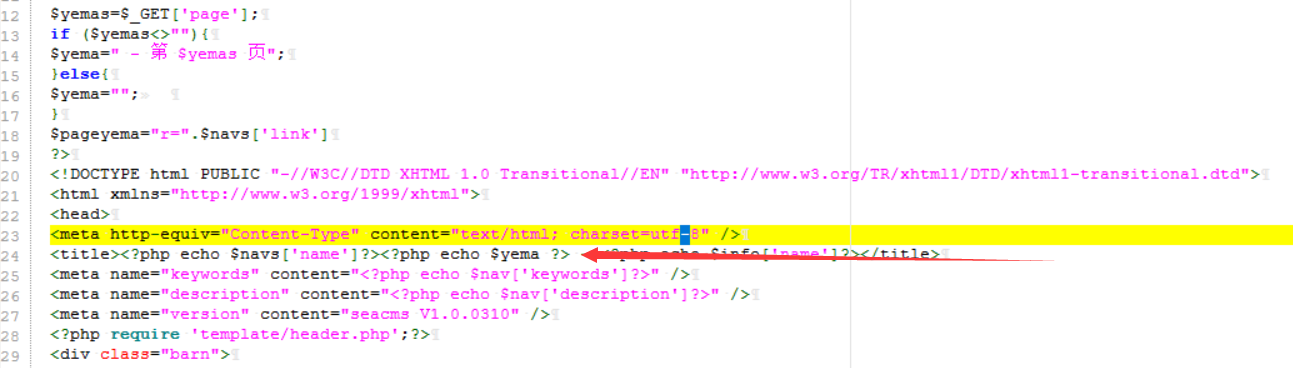 12 $yemas=$_GET['page'];
13 if ($yemas<>""){
14 $yema=" - 第 $yemas 页";
15 }else{
16 $yema="";
17 }
18 $pageyema="r=".$navs['link']
19 ?>
20 <!DOCTYPE html PUBLIC "-//W3C//DTD XHTML 1.0 Transitional//EN" "http://www.w3.org/TR/xhtml1/DTD/xhtml1-transitional.dtd">
21 <html xmlns="http://www.w3.org/1999/xhtml">
22 <head>
23 <meta http-equiv="Content-Type" content="text/html; charset=utf-8" />
24 <title><?php echo $navs['name']?><?php echo $yema ?> <?php echo $info['name']?></title>
25 <meta name="keywords" content="<?php echo $nav['keywords']?>" />
26 <meta name="description" content="<?php echo $nav['description']?>" />
27 <meta name="version" content="seacms V1.0.0310" />
28 <?php require 'template/header.php';?>
29 <div class="barn">